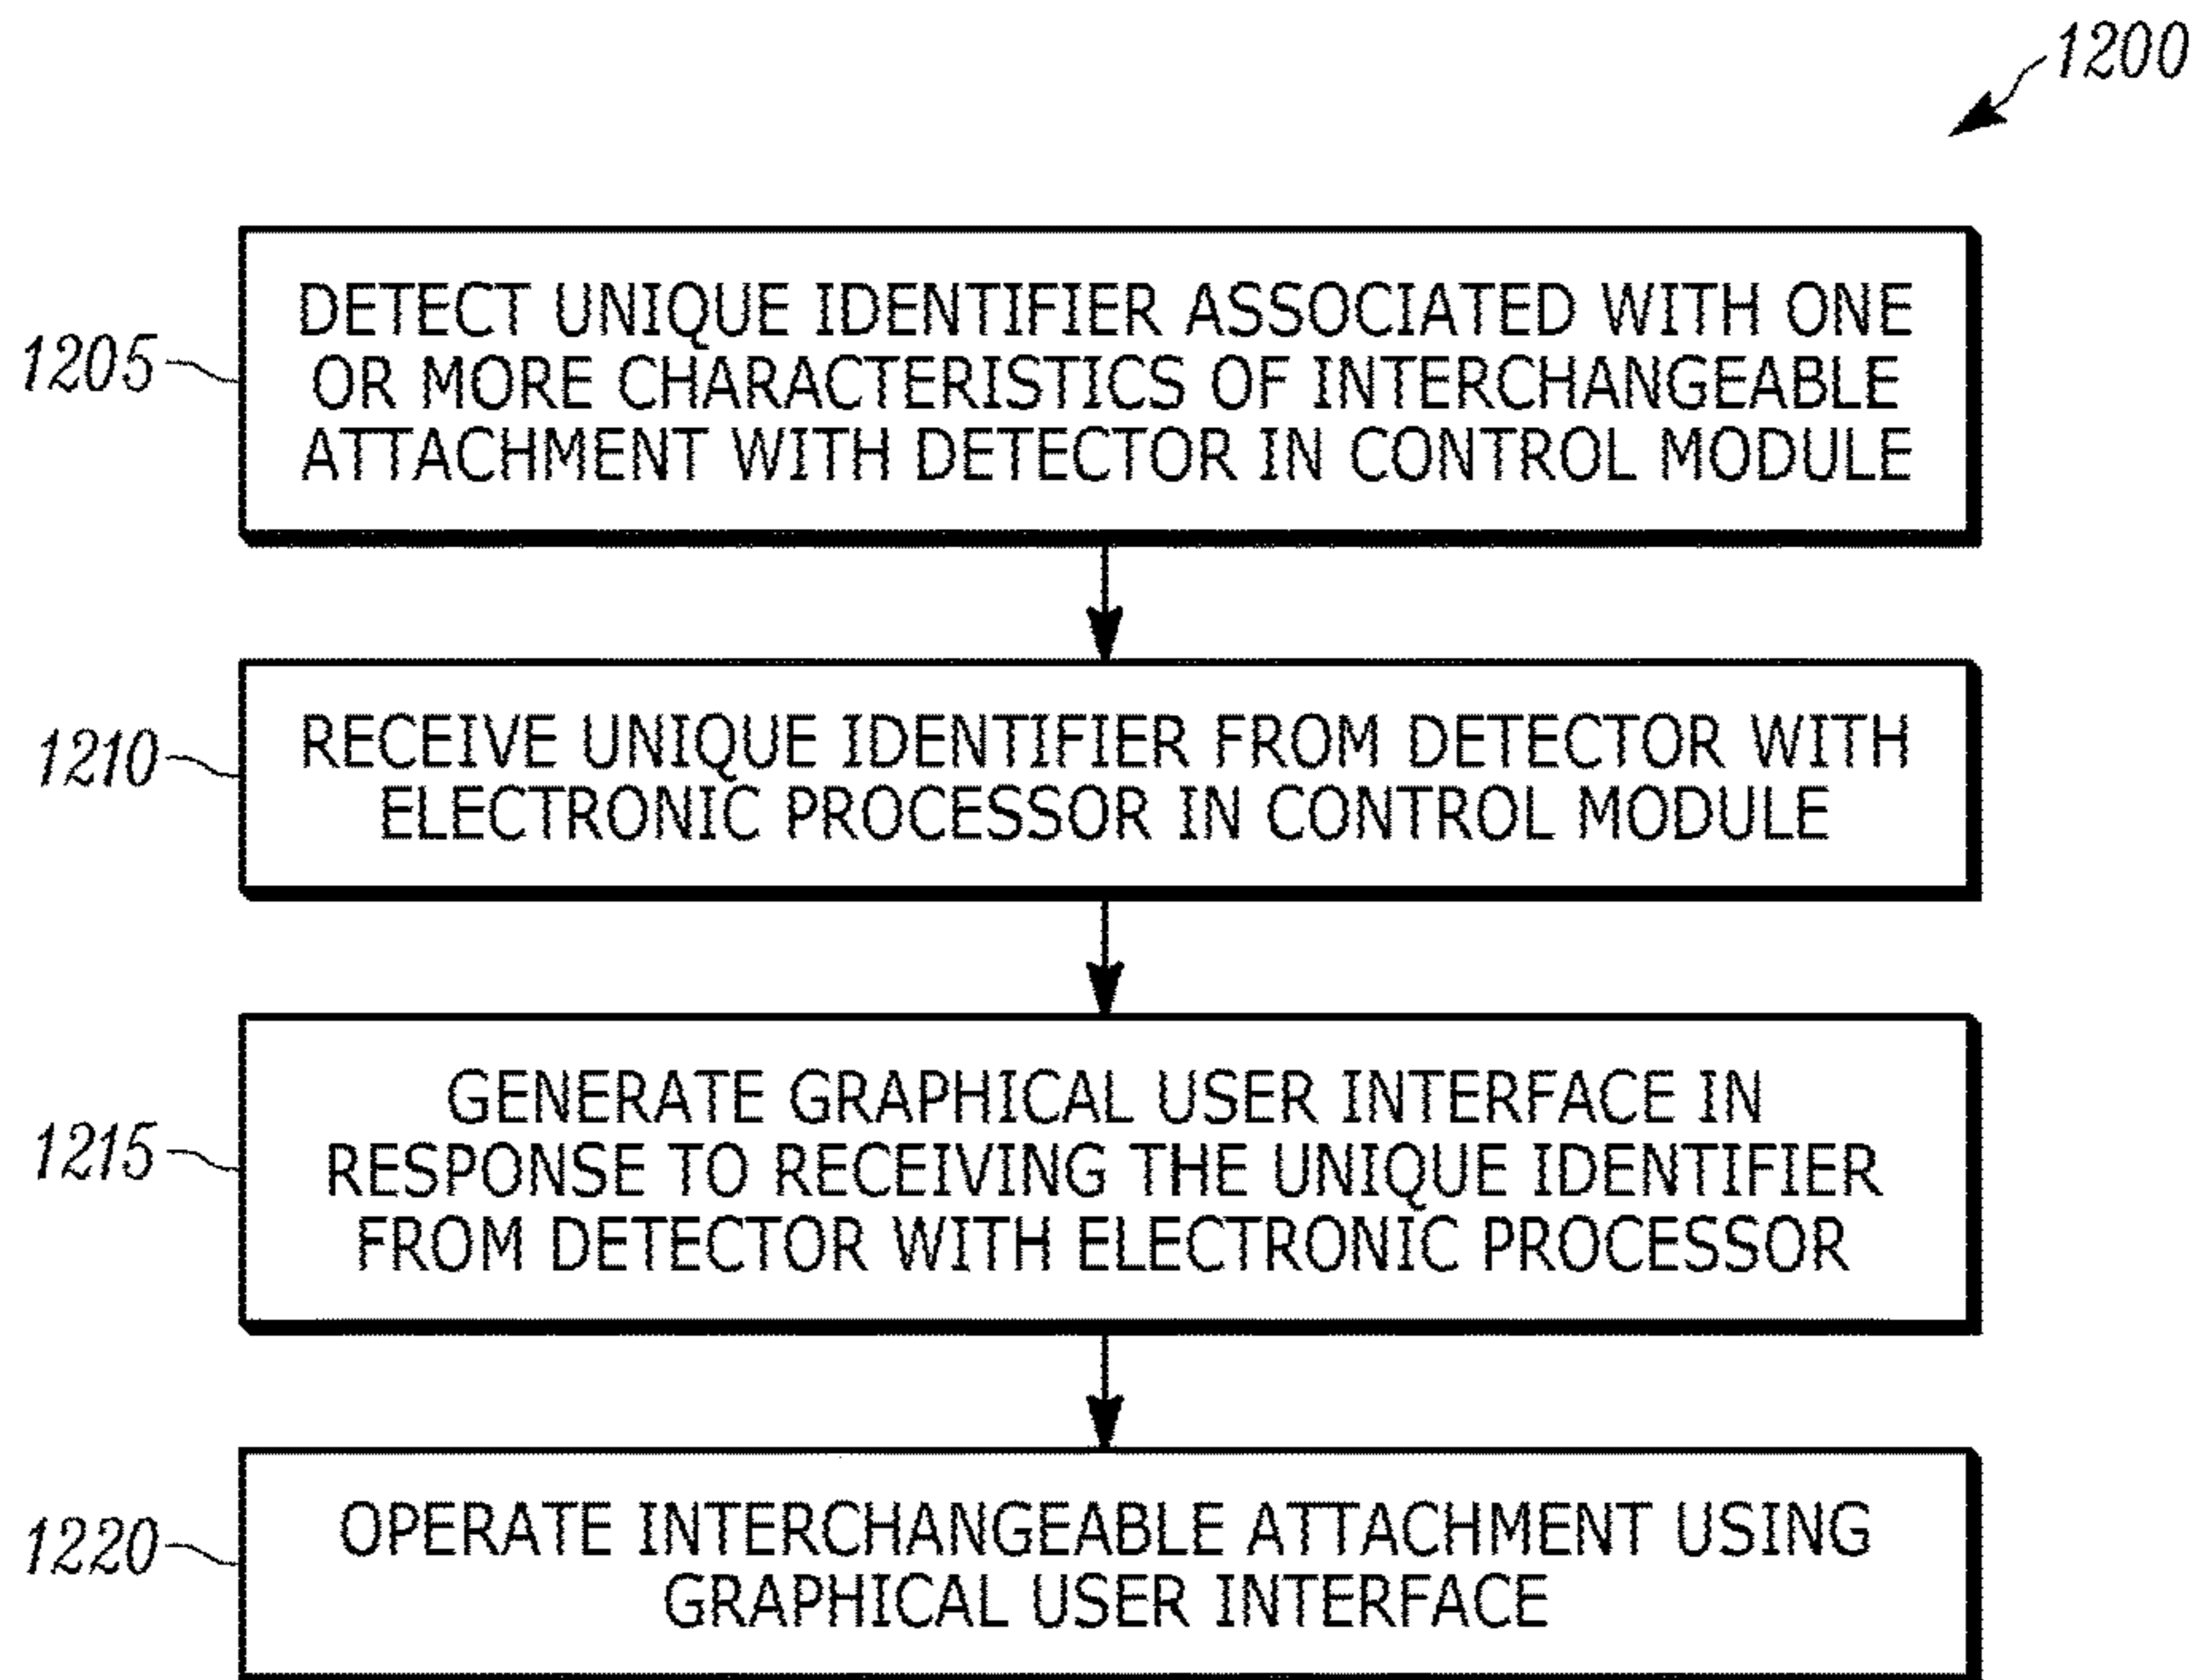 1200
1205
DETECT UNIQUE IDENTIFIER ASSOCIATED WITH ONE
OR MORE CHARACTERISTICS OF INTERCHANGEABLE
ATTACHMENT WITH DETECTOR IN CONTROL MODULE
1210
RECEIVE UNIQUE IDENTIFIER FROM DETECTOR WITH
ELECTRONIC PROCESSOR IN CONTROL MODULE
1215
GENERATE GRAPHICAL USER INTERFACE IN
RESPONSE TO RECEIVING THE UNIQUE IDENTIFIER
FROM DETECTOR WITH ELECTRONIC PROCESSOR
1220
OPERATE INTERCHANGEABLE ATTACHMENT USING
GRAPHICAL USER INTERFACE